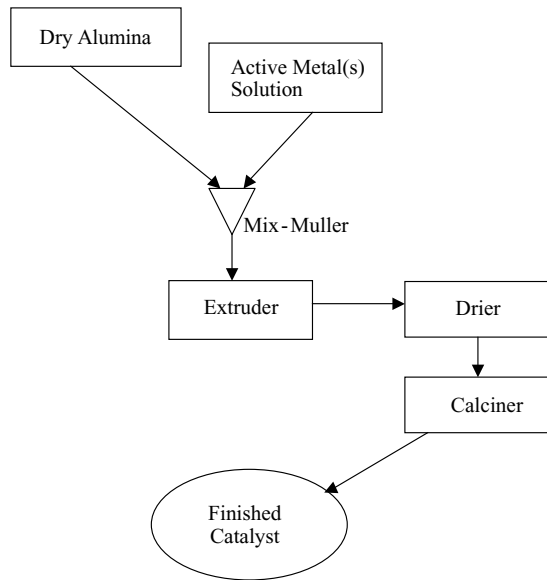 Dry Alumina
Active Metal(s)
Solution
Mix-Muller
Extruder
Drier
Calciner
Finished
Catalyst